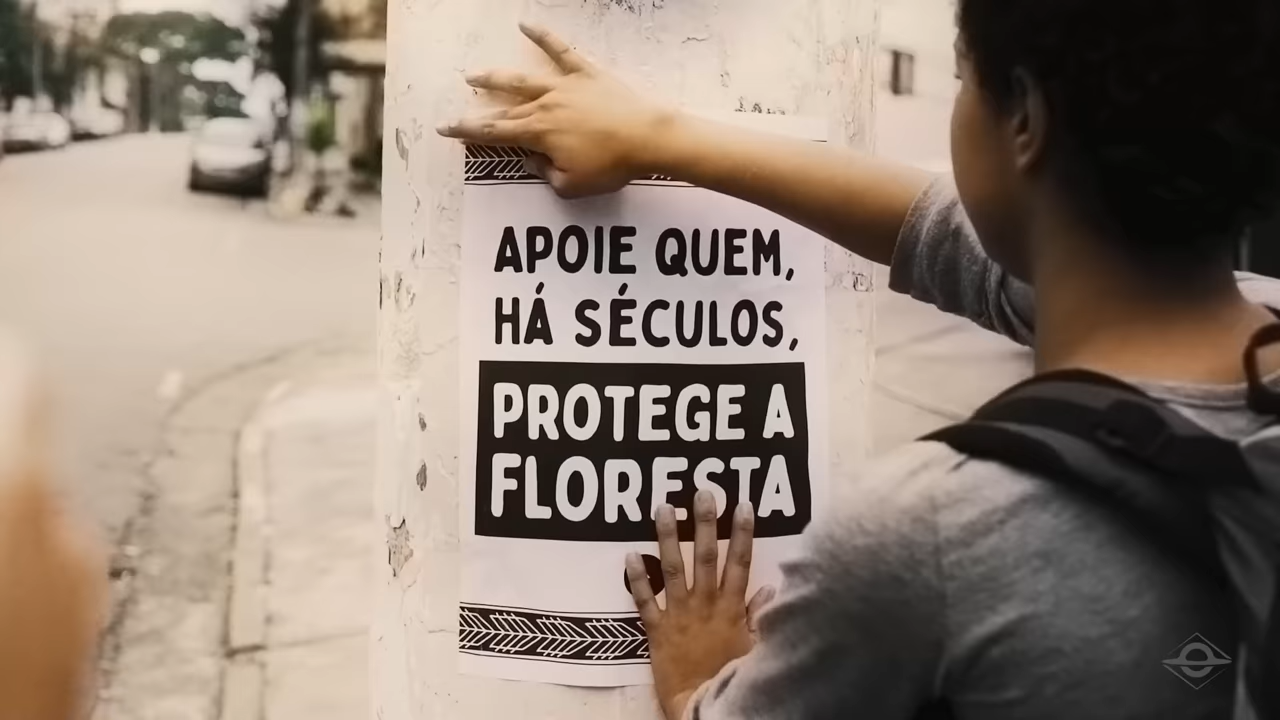 APOIE QUEM,
HÁ SÉCULOS,
PROTEGE A
FLORESTA